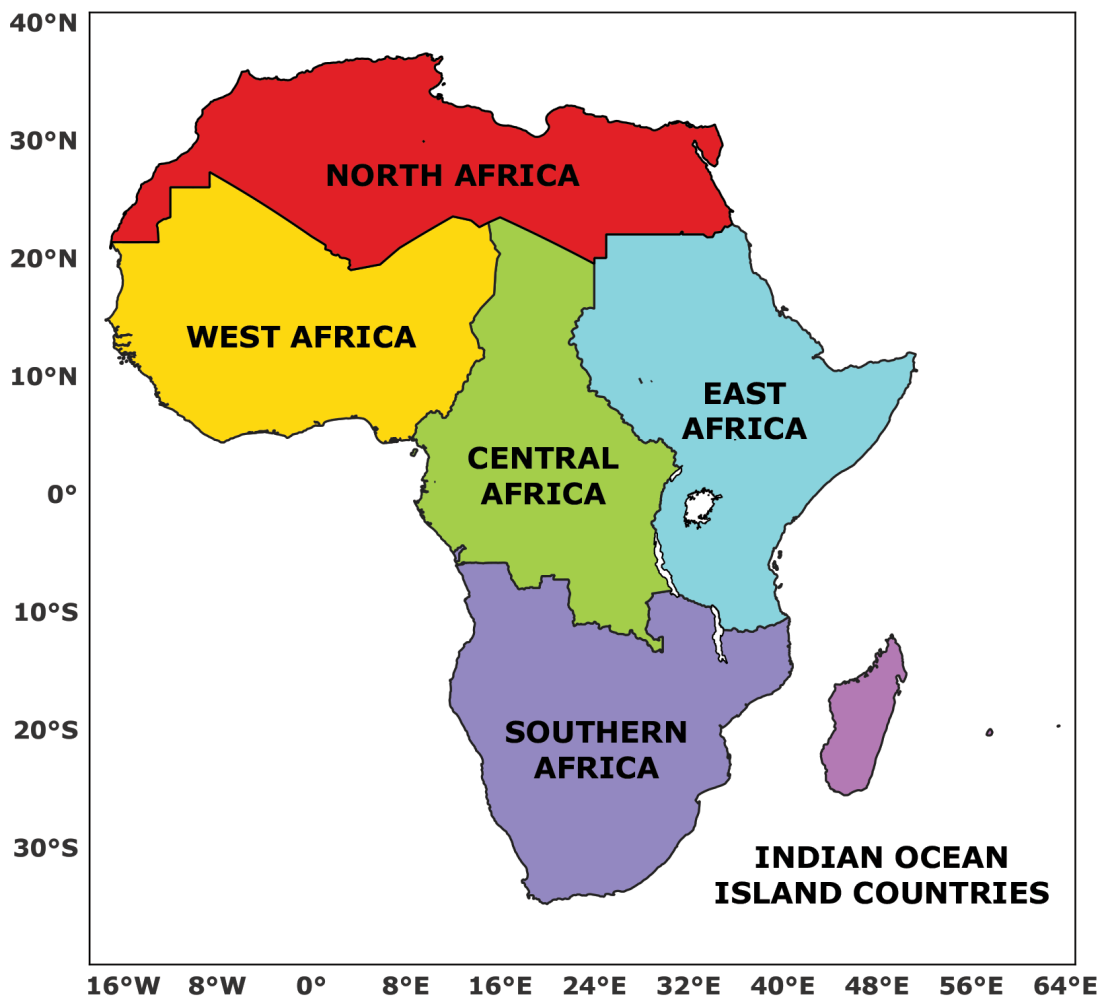 40°N
30°N
20°N
10°N
0°
10°S
20°S
30°S
NORTH AFRICA
WEST AFRICA
EAST
AFRICA
CENTRAL
AFRICA
SOUTHERN
AFRICA
INDIAN OCEAN
ISLAND COUNTRIES
16°W 8°W 0° 8°E 16°E 24°E 32°E 40°E 48°E 56°E 64°E